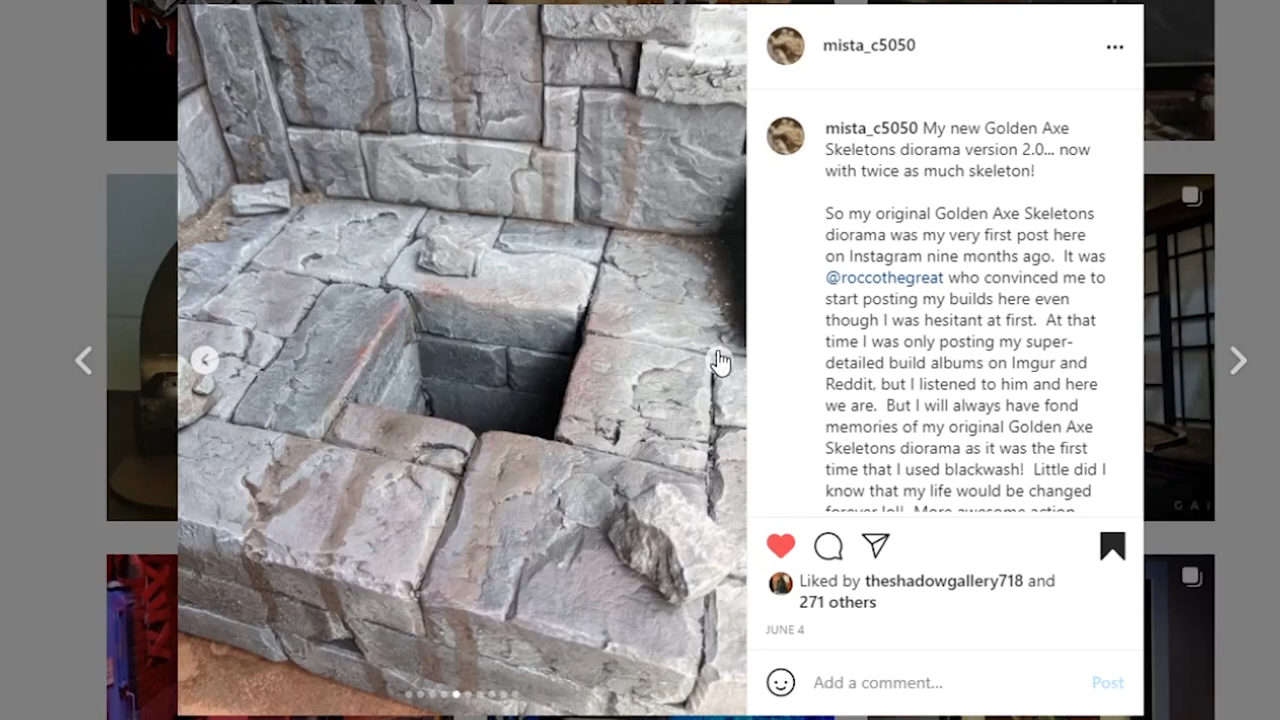 mista_c5050
mista_c5050 My new Golden Axe
Skeletons diorama version 2.0... now
with twice as much skeleton!
So my original Golden Axe Skeletons
diorama was my very first post here
on Instagram nine months ago. It was
@roccothegreat who convinced me to
start posting my builds here even
though I was hesitant at first. At that
time I was only posting my super-
detailed build albums on Imgur and
Reddit, but I listened to him and here
we are. But I will always have fond
memories of my original Golden Axe
Skeletons diorama as it was the first
time that I used blackwash! Little did I
know that my life would be changed
forever lol! More awesome action
Liked by theshadowgallery718 and
271 others
JUNE 4
Add a comment... Post